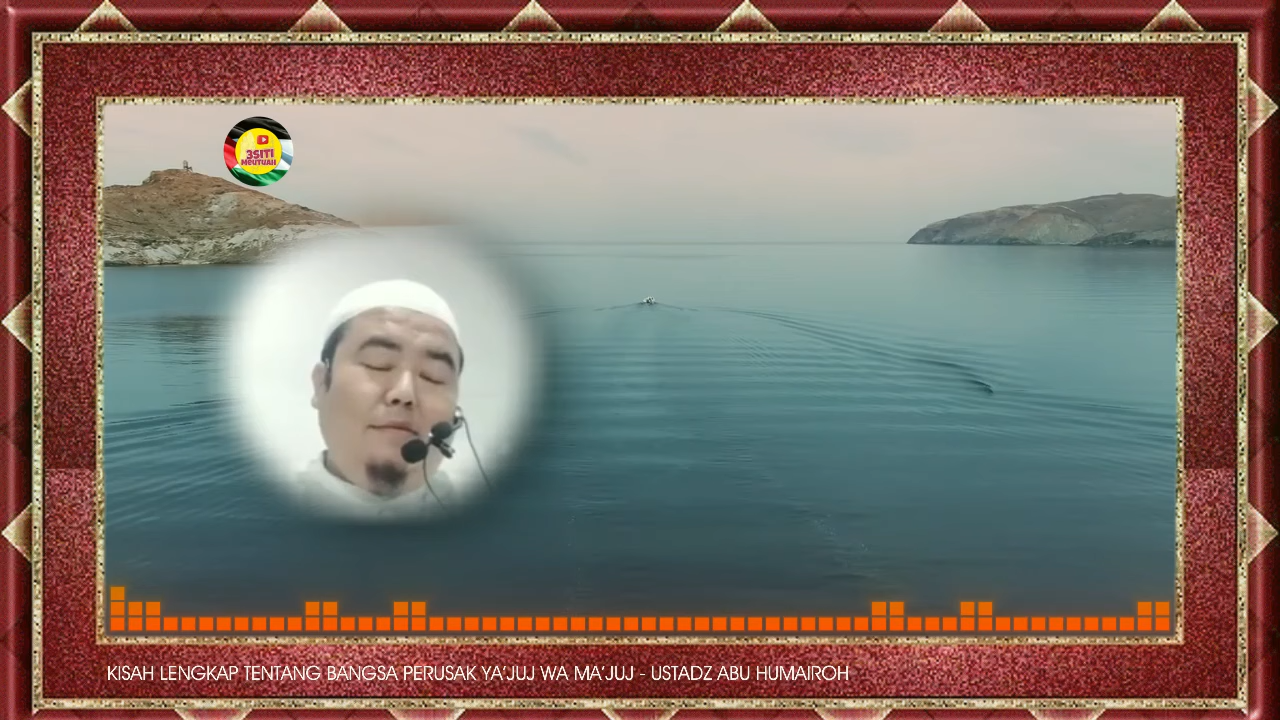 3SITI
MEUTUAH
KISAH LENGKAP TENTANG BANGSA PERUSAK YA'JUJ WA MA'JUJ - USTADZ ABU HUMAIROH